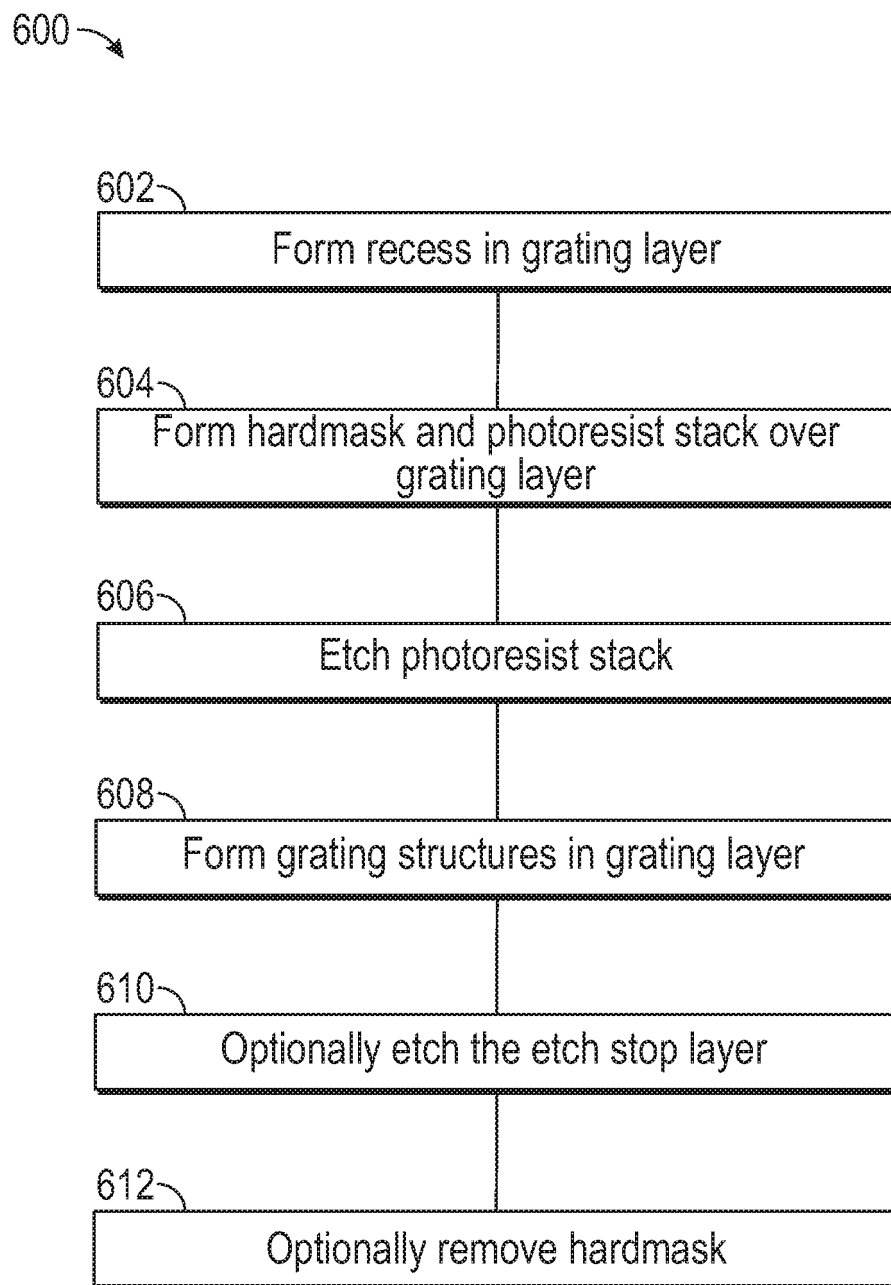 600
602
Form recess in grating layer
604
Form hardmask and photoresist stack over
grating layer
606
Etch photoresist stack
608
Form grating structures in grating layer
610
Optionally etch the etch stop layer
612
Optionally remove hardmask